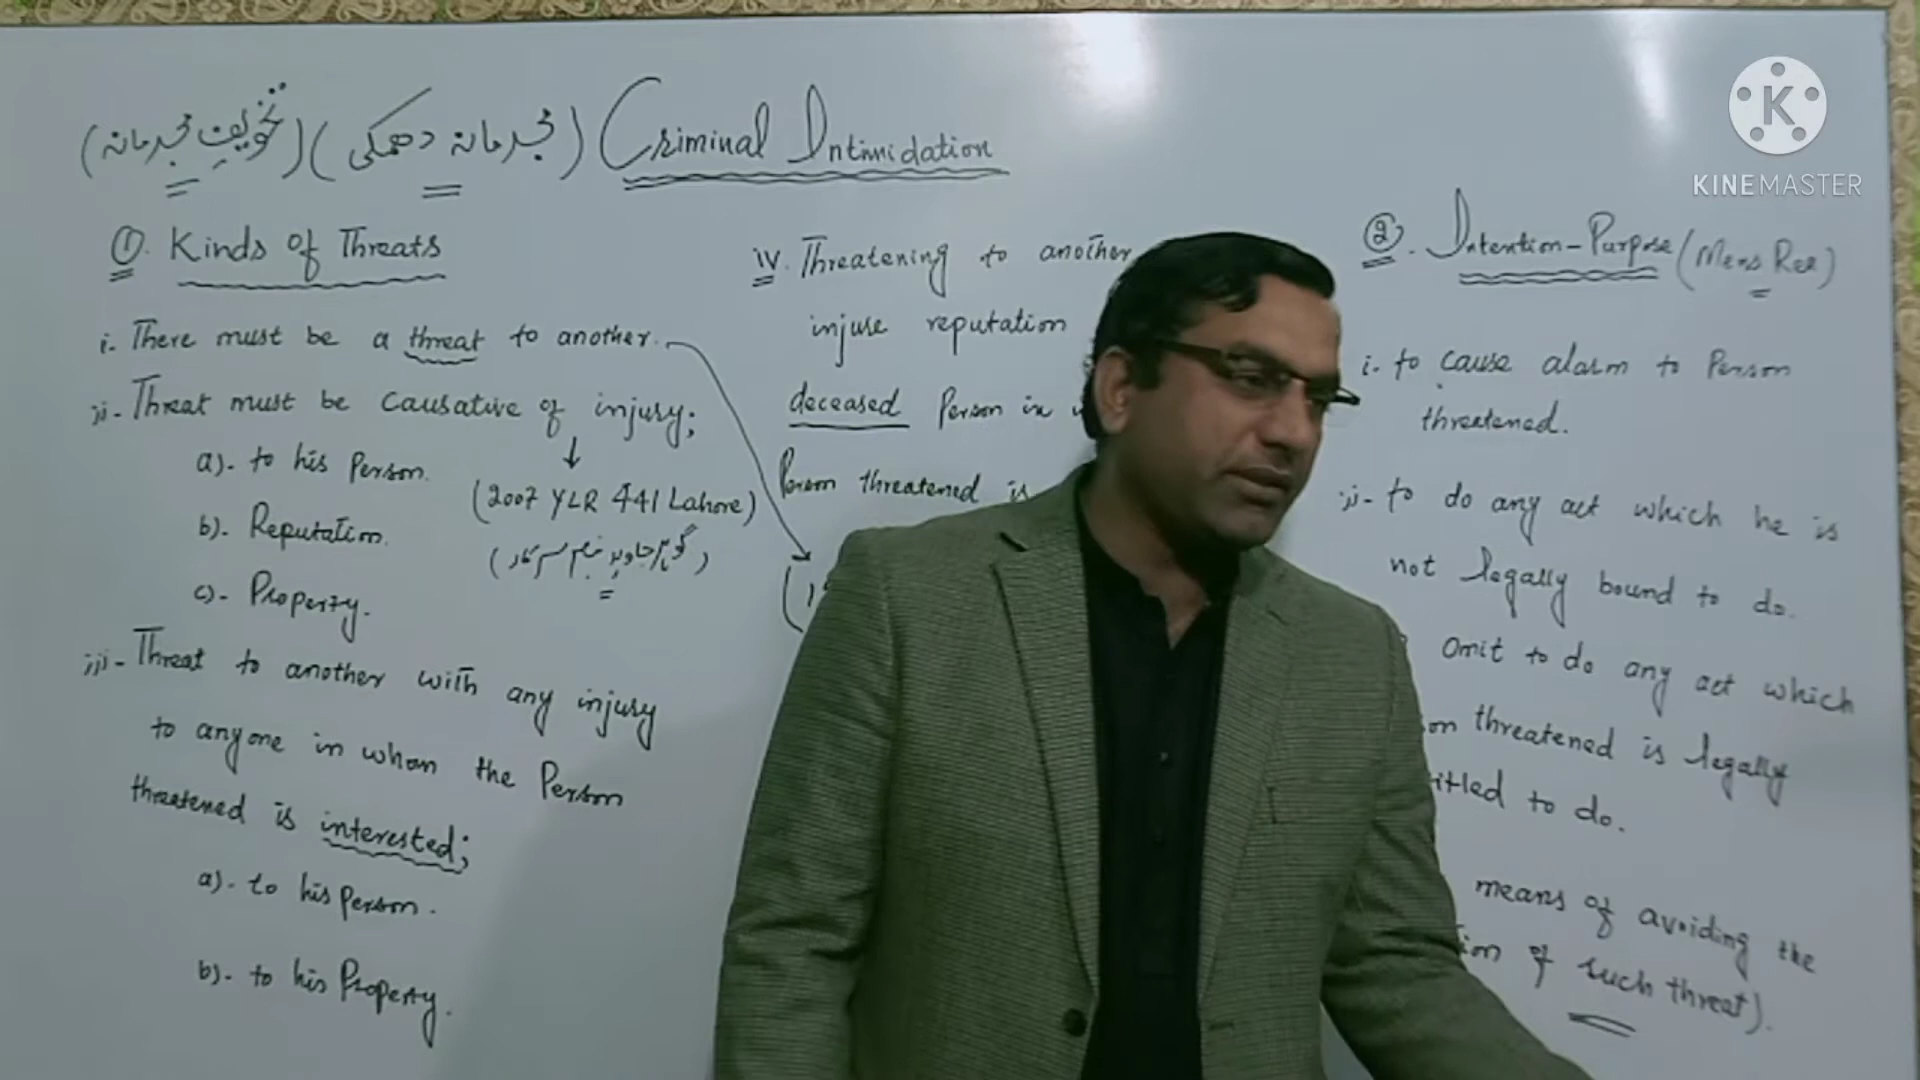 (تخویفِ مجرمانہ) (مجرمانہ دھمکی) Criminal Intimidation
①. Kinds of Threats
i- There must be a threat to another.
ii- Threat must be causative of injury;
a)- to his Person.
b)- Reputation.
c)- Property.
(2007 YLR 441 Lahore)
iii- Threat to another with any injury
to anyone in whom the Person
threatened is interested;
a)- to his Person.
b)- to his Property.
iv. Threatening to another
injure reputation
deceased Person in
Person threatened is
②. Intention-Purpose (Mens Rea)
i- to cause alarm to Person
threatened.
ii- to do any act which he is
not legally bound to do.
Omit to do any act which
threatened is legally
to do.
means of avoiding the
of such threat).
KINEMASTER